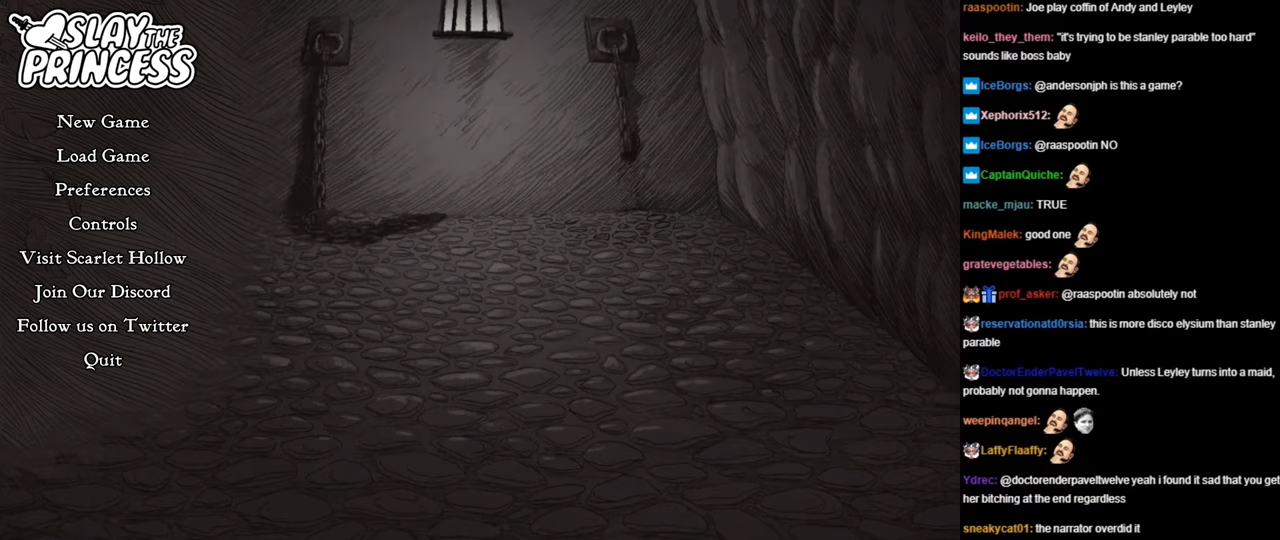 SLAY THE
PRINCESS
New Game
Load Game
Preferences
Controls
Visit Scarlet Hollow
Join Our Discord
Follow us on Twitter
Quit
raaspootin: Joe play coffin of Andy and Leyley
keilo_they_them: "it's trying to be stanley parable too hard"
sounds like boss baby
IceBorgs: @andersonjph is this a game?
Xephorix512:
IceBorgs: @raaspootin NO
CaptainQuiche:
macke_mjau: TRUE
KingMalek: good one
gratevegetables:
prof_asker: @raaspootin absolutely not
reservationatd0rsia: this is more disco elysium than stanley
parable
DoctorEnderPavelTwelve: Unless Leyley turns into a maid,
probably not gonna happen.
weepinqangel:
LaffyFlaaffy:
Ydrec: @doctorenderpaveltwelve yeah i found it sad that you get
her bitching at the end regardless
sneakycat01: the narrator overdid it